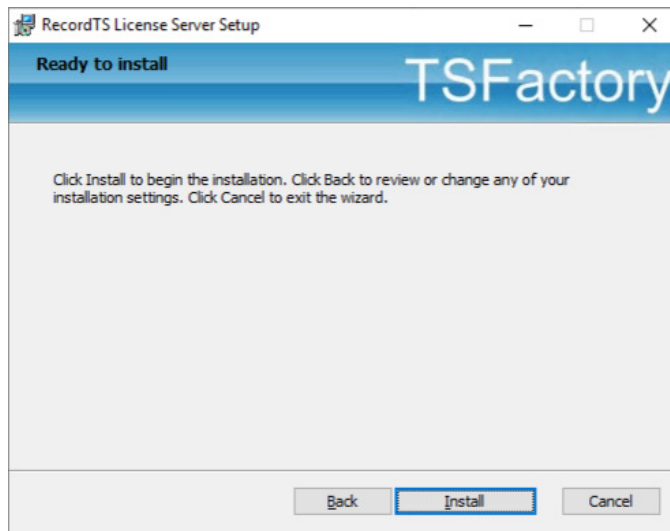 RecordTS License Server Setup
Ready to install
TSFactory
Click Install to begin the installation. Click Back to review or change any of your
installation settings. Click Cancel to exit the wizard.
Back Install Cancel